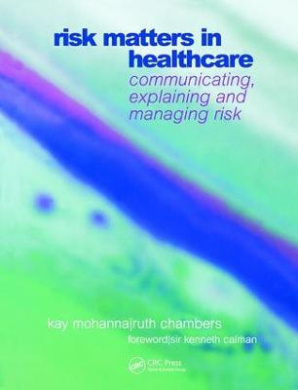 risk matters in
healthcare
communicating,
explaining and
managing risk
kay mohanna|ruth chambers
foreword|sir kenneth calman
CRC Press